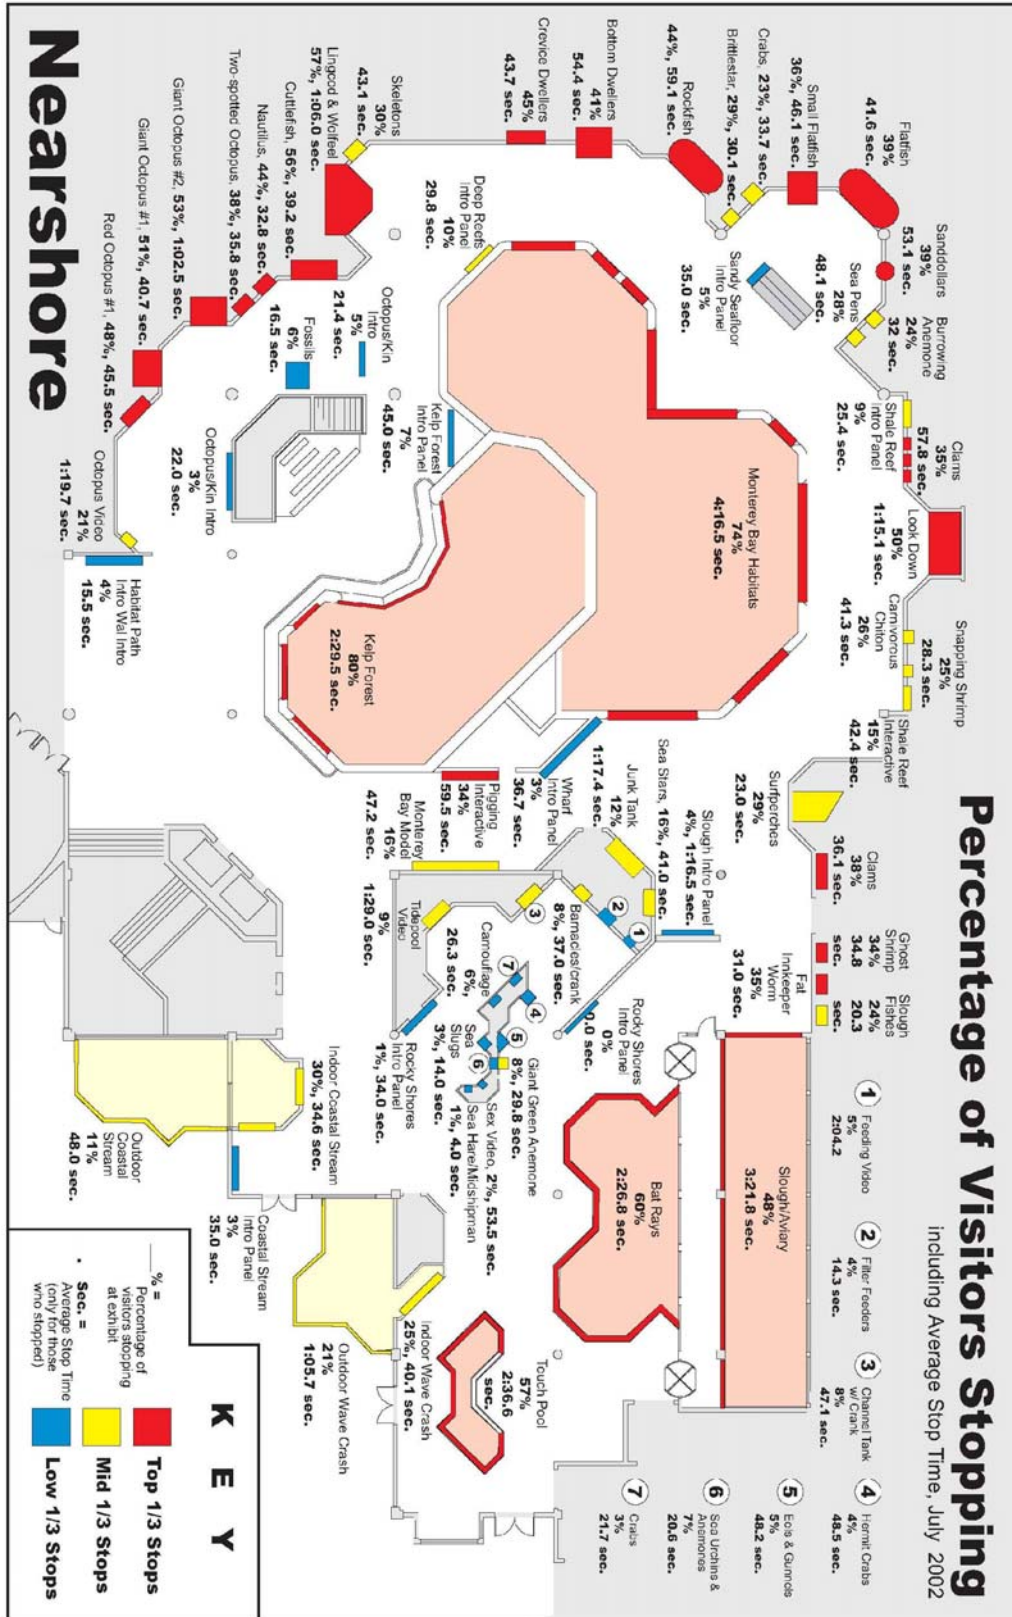 Percentage of Visitors Stopping
including Average Stop Time, July 2002
Nearshore
Flatfish
39%
41.6 sec.
Sanddollars
39%
53.1 sec.
Sea Pens
28%
48.1 sec.
Burrowing
Anemone
24%
32 sec.
Shale Reef
Intro Panel
9%
25.4 sec.
Clams
35%
57.8 sec.
Look Down
50%
1:15.1 sec.
Carnivorous
Chiton
26%
41.3 sec.
Snapping Shrimp
25%
28.3 sec.
Shale Reef
Interactive
15%
42.4 sec.
Surfperches
29%
23.0 sec.
Clams
38%
36.1 sec.
Ghost
Shrimp
34%
34.8
sec.
Fat
Innkeeper
Worm
35%
31.0 sec.
Slough
Fishes
24%
20.3
sec.
Small Flatfish
36%, 46.1 sec.
Crabs, 23%, 33.7 sec.
Brittlestar, 29%, 30.1 sec.
Rockfish
44%, 59.1 sec.
Bottom Dwellers
41%
54.4 sec.
Crevice Dwellers
45%
43.7 sec.
Skeletons
30%
43.1 sec.
Lingcod & Wolfeel
57%, 1:06.0 sec.
Cuttlefish, 56%, 39.2 sec.
Nautilus, 44%, 32.8 sec.
Two-spotted Octopus, 38%, 35.8 sec.
Giant Octopus #2, 53%, 1:02.5 sec.
Giant Octopus #1, 51%, 40.7 sec.
Red Octopus #1, 48%, 45.5 sec.
Octopus Video
21%
1:19.7 sec.
Habitat Path
Intro Wal Intro
4%
15.5 sec.
Sandy Seafloor
Intro Panel
5%
35.0 sec.
Deep Reefs
Intro Panel
10%
29.8 sec.
Octopus/Kin
Intro
5%
21.4 sec.
Fossils
6%
16.5 sec.
Kelp Forest
Intro Panel
7%
45.0 sec.
Octopus/Kin Intro
3%
22.0 sec.
Monterey Bay Habitats
74%
4:16.5 sec.
Kelp Forest
80%
2:29.5 sec.
Wharf
Intro Panel
3%
36.7 sec.
Pigging
Interactive
34%
59.5 sec.
Monterey
Bay Model
16%
47.2 sec.
Junk Tank
12%
1:17.4 sec.
Sea Stars, 16%, 41.0 sec.
Slough Intro Panel
4%, 1:16.5 sec.
Barnacles/crank
8%, 37.0 sec.
Tidepool
Video
9%
1:29.0 sec.
Camouflage
6%,
26.3 sec.
Rocky Shores
Intro Panel
0%
0.0 sec.
Rocky Shores
Intro Panel
1%, 34.0 sec.
Sea
Slugs
3%, 14.0 sec.
Giant Green Anemone
8%, 29.8 sec.
Sex Video, 2%, 53.5 sec.
Sea Hare/Midshipman
1%, 4.0 sec.
Slough/Aviary
48%
3:21.8 sec.
Bat Rays
60%
2:26.8 sec.
Touch Pool
57%
2:36.6
sec.
Indoor Wave Crash
25%, 40.1 sec.
Outdoor Wave Crash
21%
1:05.7 sec.
Indoor Coastal Stream
30%, 34.6 sec.
Outdoor
Coastal
Stream
11%
48.0 sec.
Coastal Stream
Intro Panel
3%
35.0 sec.
1
2
3
4
5
6
7
1 Feeding Video
5%
2:04.2
2 Filter Feeders
4%
14.3 sec.
3 Channel Tank
w/ Crank
8%
47.1 sec.
4 Hermit Crabs
4%
48.5 sec.
5 Eels & Gunnels
5%
48.2 sec.
6 Sea Urchins &
Anemones
7%
20.6 sec.
7 Crabs
3%
21.7 sec.
KEY
___% = Percentage of
visitors stopping
at exhibit
. sec. = Average Stop Time
(only for those
who stopped)
Top 1/3 Stops
Mid 1/3 Stops
Low 1/3 Stops